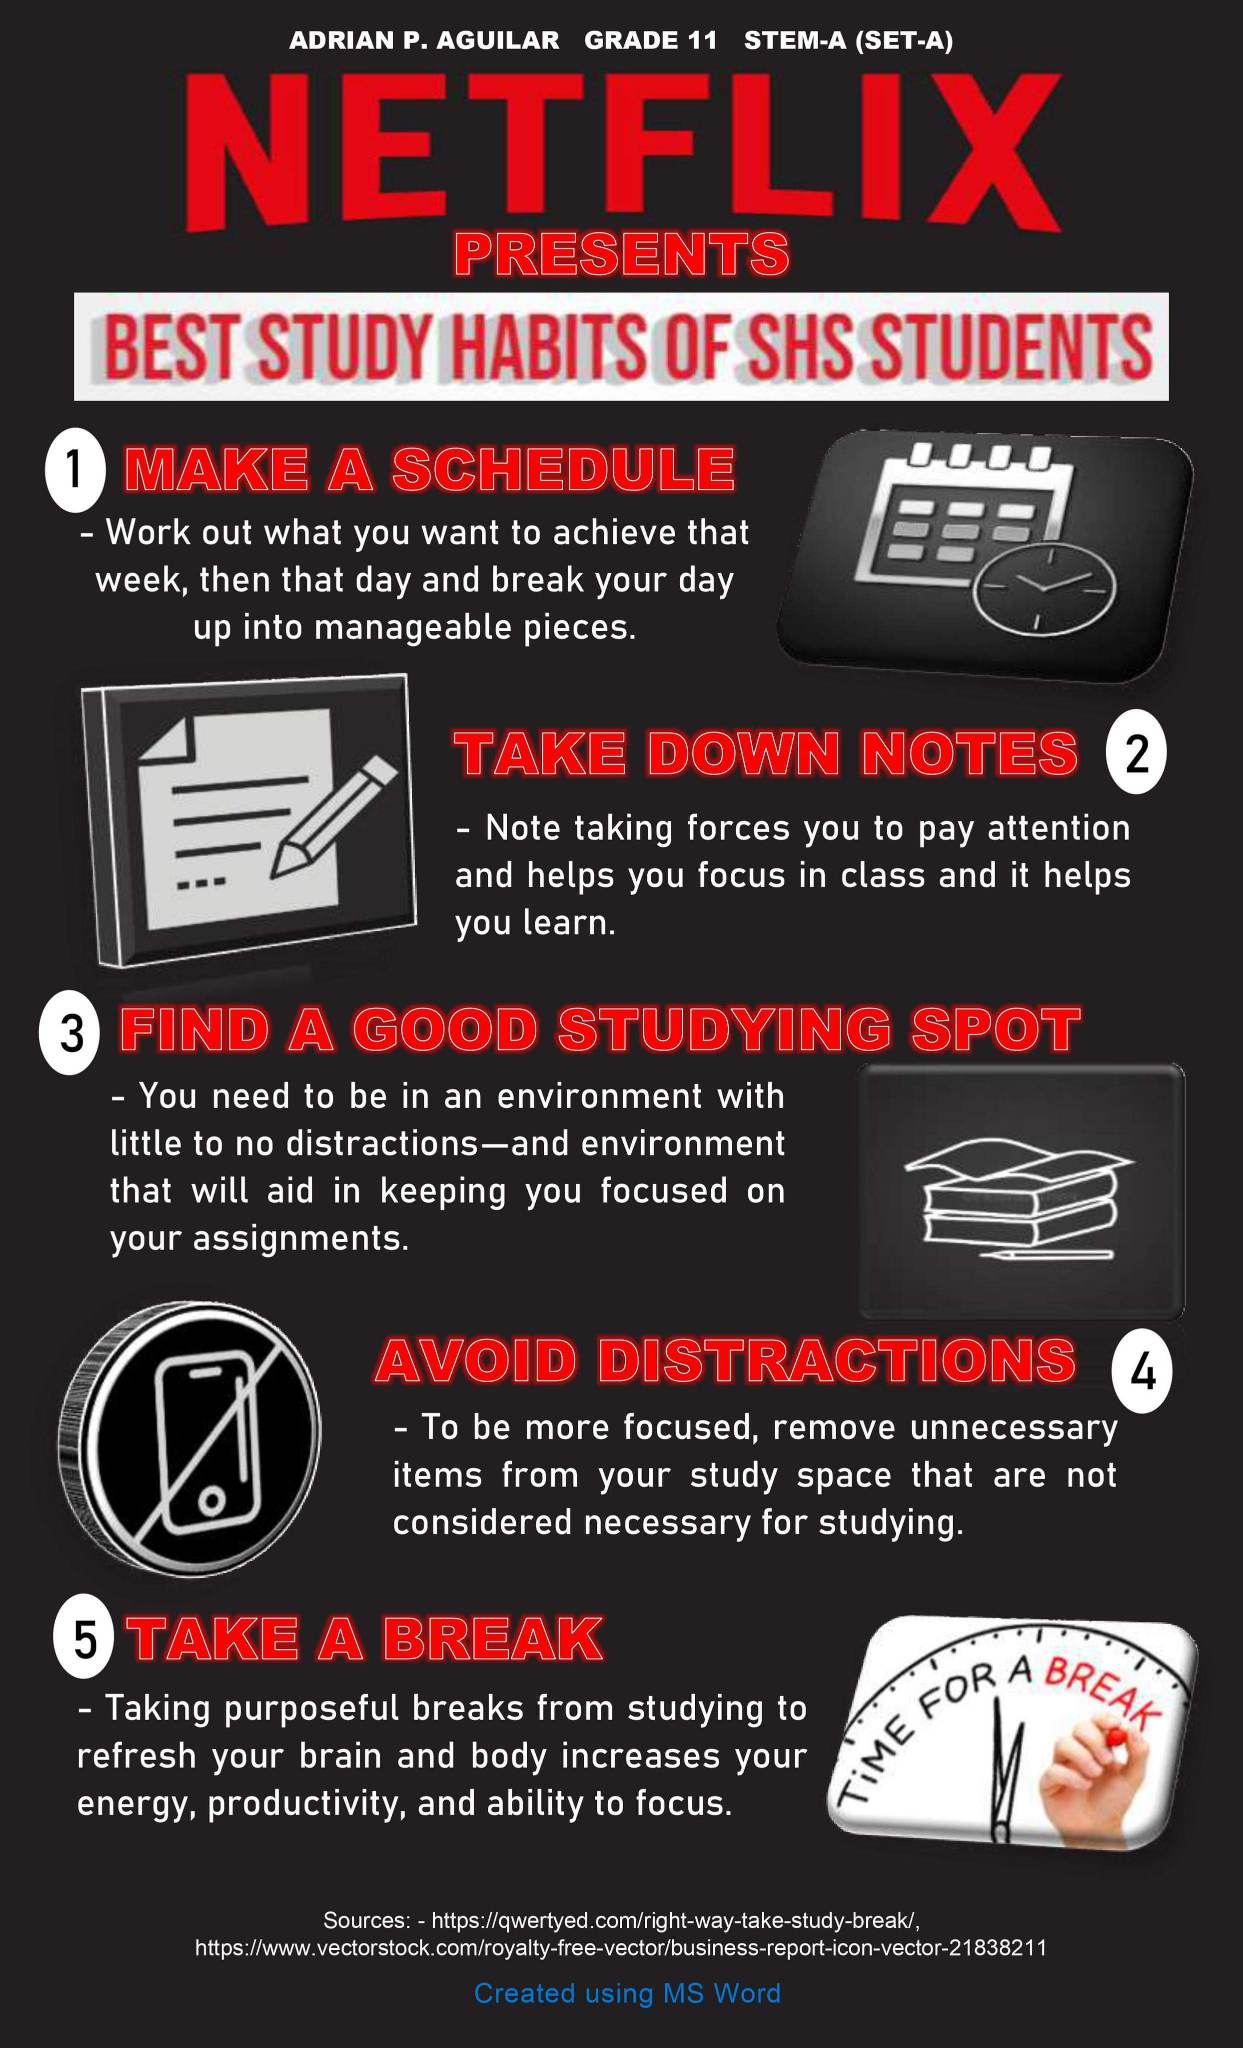 ADRIAN P. AGUILAR GRADE 11 STEM-A (SET-A)
NETFLIX
PRESENTS
BEST STUDY HABITS OF SHS STUDENTS
1 MAKE A SCHEDULE
- Work out what you want to achieve that
week, then that day and break your day
up into manageable pieces.
TAKE DOWN NOTES 2
- Note taking forces you to pay attention
and helps you focus in class and it helps
you learn.
3 FIND A GOOD STUDYING SPOT
- You need to be in an environment with
little to no distractions—and environment
that will aid in keeping you focused on
your assignments.
AVOID DISTRACTIONS 4
- To be more focused, remove unnecessary
items from your study space that are not
considered necessary for studying.
5 TAKE A BREAK
- Taking purposeful breaks from studying to
refresh your brain and body increases your
energy, productivity, and ability to focus.
TIME FOR A BREAK
Sources: - https://qwertyed.com/right-way-take-study-break/,
https://www.vectorstock.com/royalty-free-vector/business-report-icon-vector-21838211
Created using MS Word